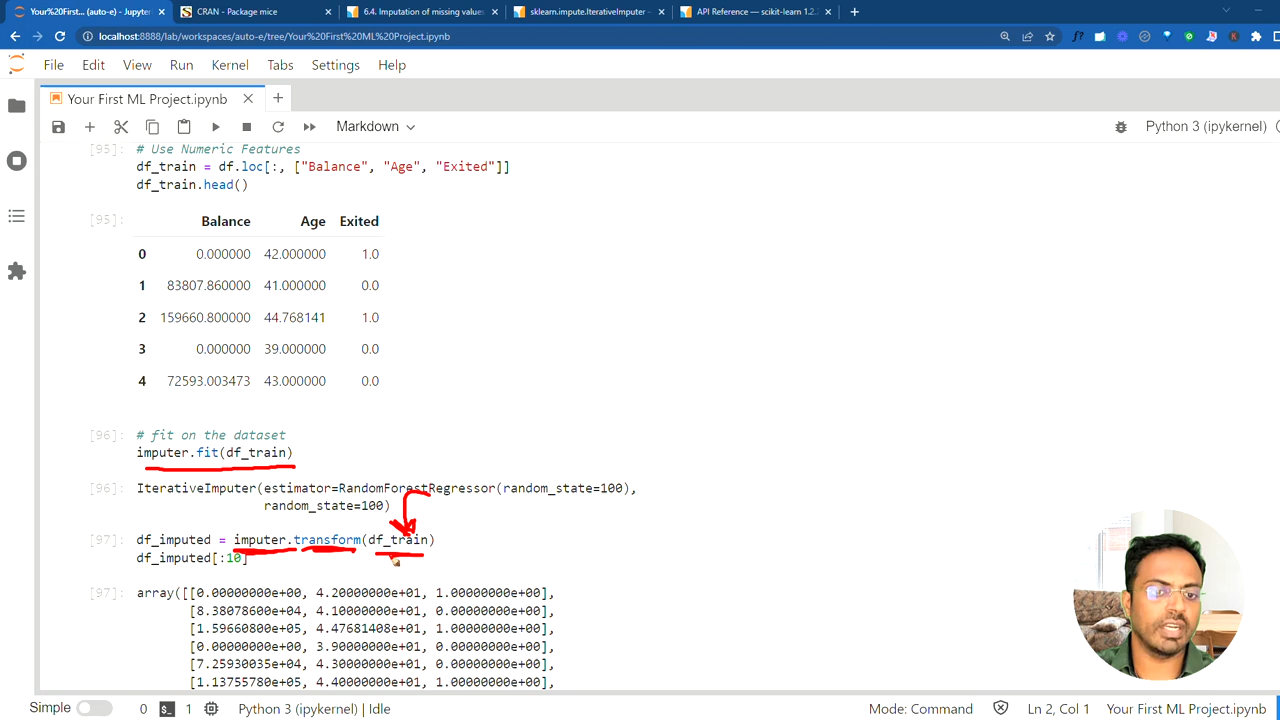 Your%20First... (auto-e) - Jupyter
CRAN - Package mice
6.4. Imputation of missing values
sklearn.impute.IterativeImputer —
API Reference — scikit-learn 1.2.
localhost:8888/lab/workspaces/auto-e/tree/Your%20First%20ML%20Project.ipynb
File Edit View Run Kernel Tabs Settings Help
Your First ML Project.ipynb
Markdown
Python 3 (ipykernel)
[95]: # Use Numeric Features
df_train = df.loc[:, ["Balance", "Age", "Exited"]]
df_train.head()
[95]: Balance Age Exited
0 0.000000 42.000000 1.0
1 83807.860000 41.000000 0.0
2 159660.800000 44.768141 1.0
3 0.000000 39.000000 0.0
4 72593.003473 43.000000 0.0
[96]: # fit on the dataset
imputer.fit(df_train)
[96]: IterativeImputer(estimator=RandomForestRegressor(random_state=100),
random_state=100)
[97]: df_imputed = imputer.transform(df_train)
df_imputed[:10]
[97]: array([[0.00000000e+00, 4.20000000e+01, 1.00000000e+00],
[8.38078600e+04, 4.10000000e+01, 0.00000000e+00],
[1.59660800e+05, 4.47681408e+01, 1.00000000e+00],
[0.00000000e+00, 3.90000000e+01, 0.00000000e+00],
[7.25930035e+04, 4.30000000e+01, 0.00000000e+00],
[1.13755780e+05, 4.40000000e+01, 1.00000000e+00],
Simple 0 1 Python 3 (ipykernel) | Idle Mode: Command Ln 2, Col 1 Your First ML Project.ipynb